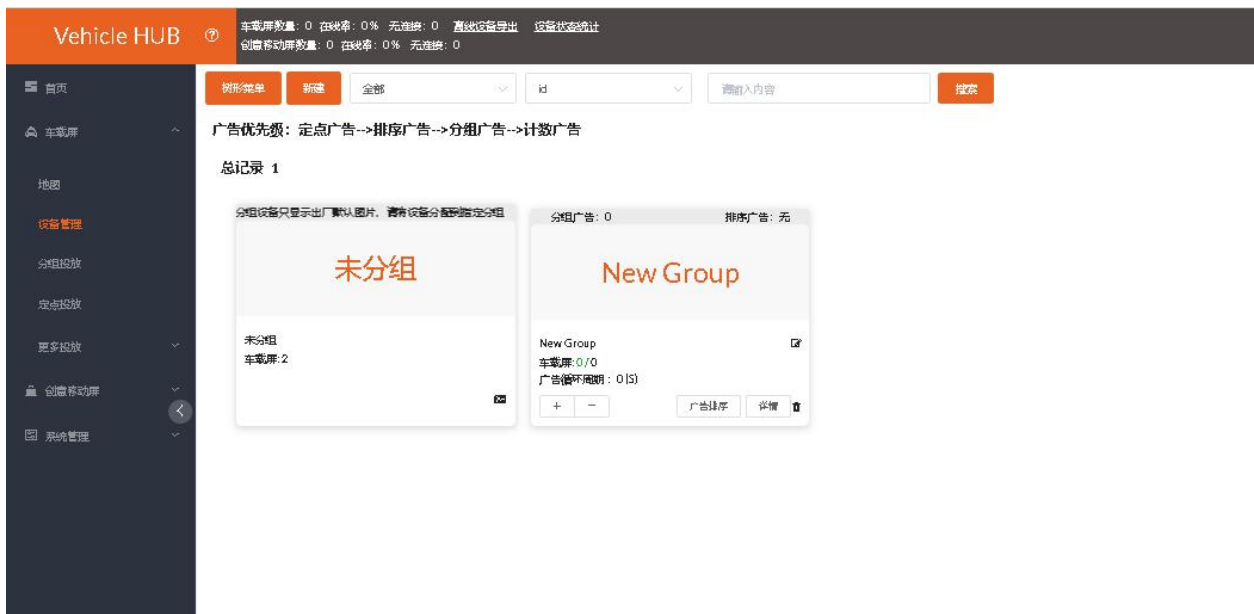 Vehicle HUB
车载屏数量: 0 在线率: 0% 无连接: 0 离线设备导出 设备状态统计
创意移动屏数量: 0 在线率: 0% 无连接: 0
首页
车载屏
地图
设备管理
分组投放
定点投放
更多投放
创意移动屏
系统管理
树形菜单 新建 全部 id 请输入内容 搜索
广告优先级: 定点广告-->排序广告-->分组广告-->计数广告
总记录 1
分组设备只显示出厂默认图片, 请将设备分配到指定分组
未分组
未分组
车载屏:2
分组广告: 0 排序广告: 无
New Group
New Group
车载屏:0/0
广告循环周期: 0(S)
+ - 广告排序 详情